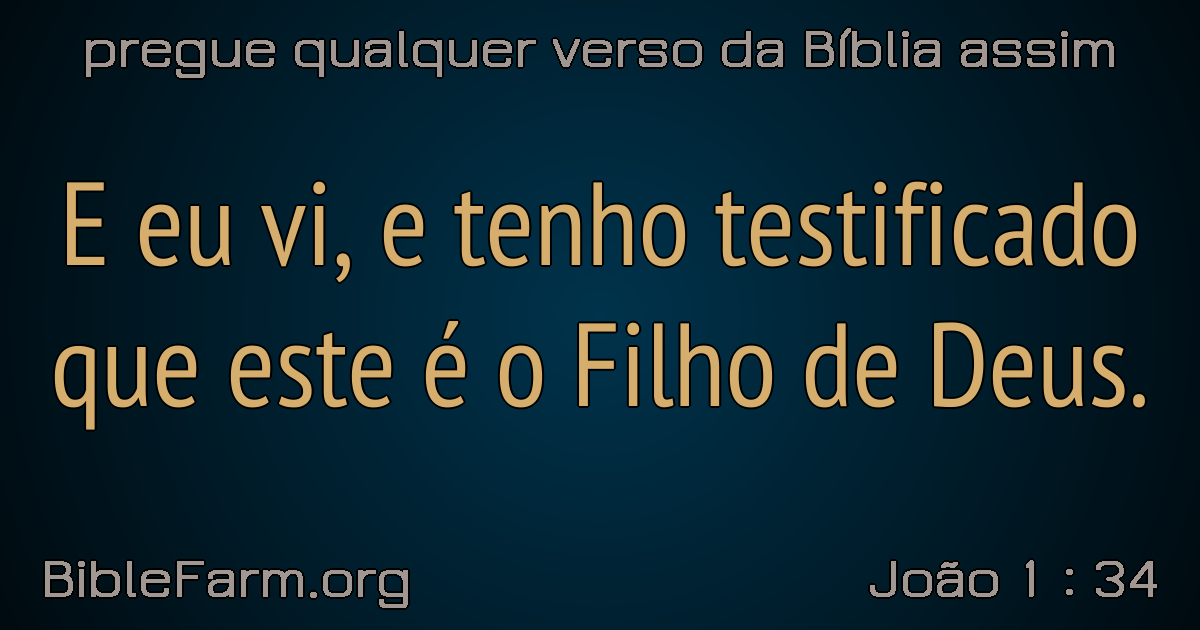 pregue qualquer verso da Bíblia assim
E eu vi, e tenho testificado
que este é o Filho de Deus.
BibleFarm.org
João 1 : 34